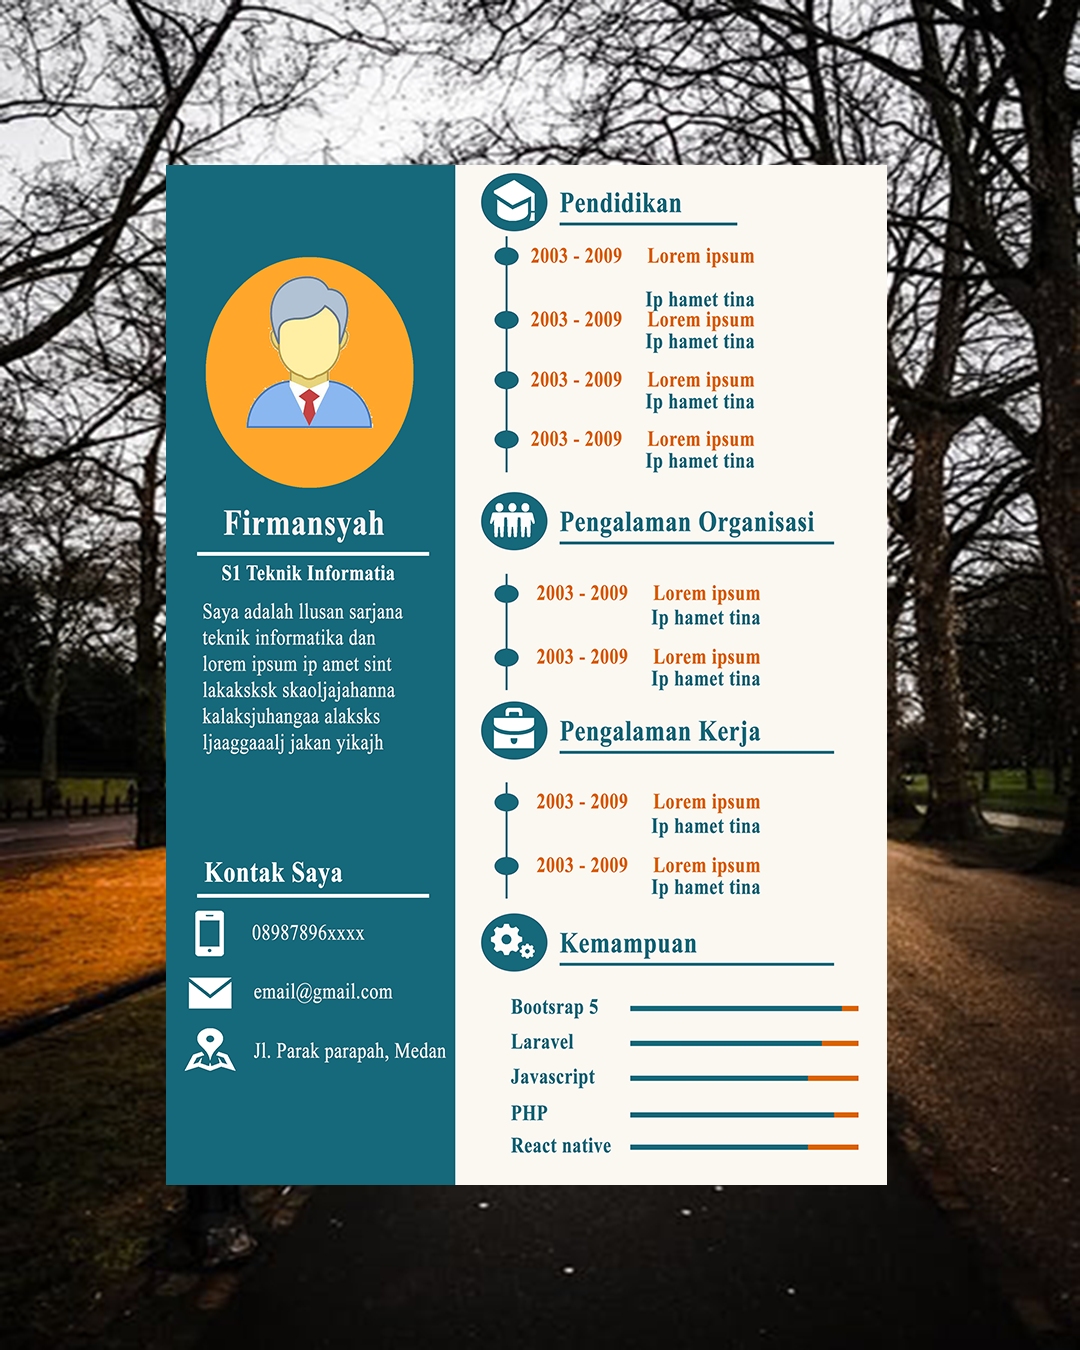 Firmansyah
S1 Teknik Informatia
Saya adalah llusan sarjana
teknik informatika dan
lorem ipsum ip amet sint
lakaksksk skaoljajahanna
kalaksjuhangaa alaksks
ljaaggaaalj jakan yikajh
Kontak Saya
08987896xxxx
email@gmail.com
Jl. Parak parapah, Medan
Pendidikan
2003 - 2009 Lorem ipsum
Ip hamet tina
2003 - 2009 Lorem ipsum
Ip hamet tina
2003 - 2009 Lorem ipsum
Ip hamet tina
2003 - 2009 Lorem ipsum
Ip hamet tina
Pengalaman Organisasi
2003 - 2009 Lorem ipsum
Ip hamet tina
2003 - 2009 Lorem ipsum
Ip hamet tina
Pengalaman Kerja
2003 - 2009 Lorem ipsum
Ip hamet tina
2003 - 2009 Lorem ipsum
Ip hamet tina
Kemampuan
Bootsrap 5
Laravel
Javascript
PHP
React native